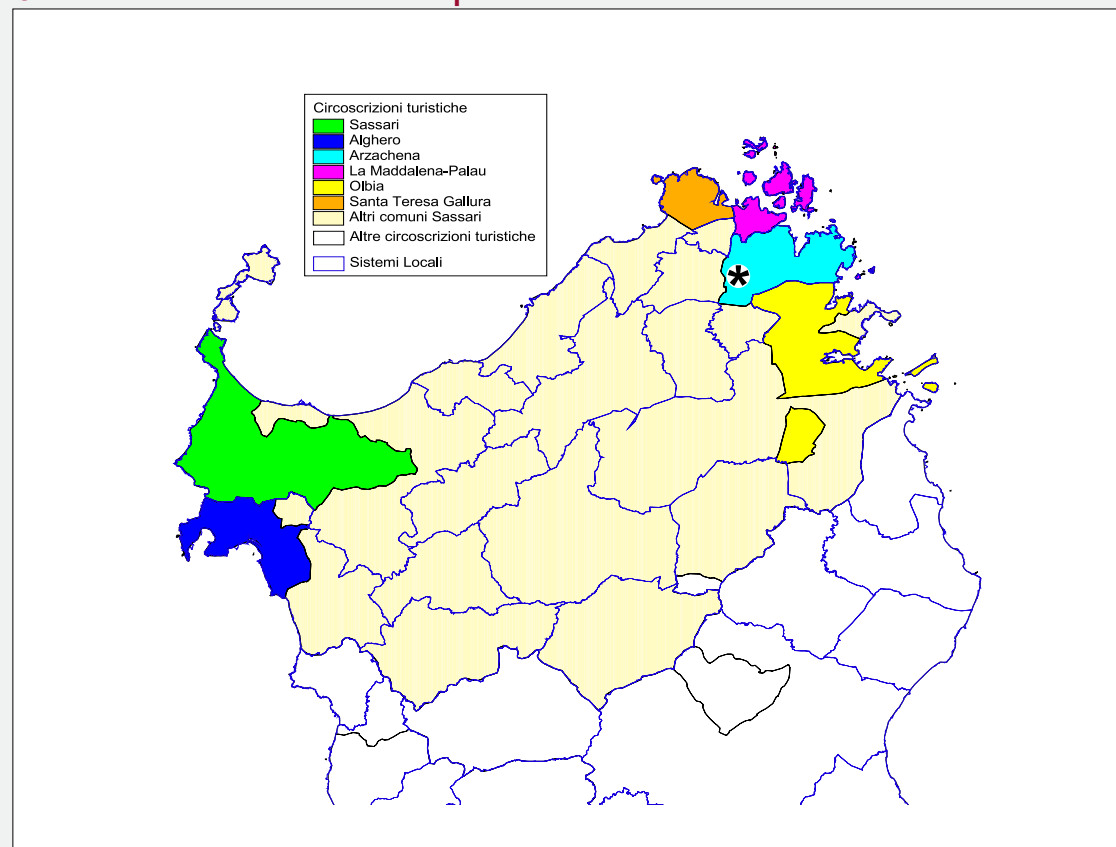 Circoscrizioni turistiche
Sassari
Alghero
Arzachena
La Maddalena-Palau
Olbia
Santa Teresa Gallura
Altri comuni Sassari
Altre circoscrizioni turistiche
Sistemi Locali
*